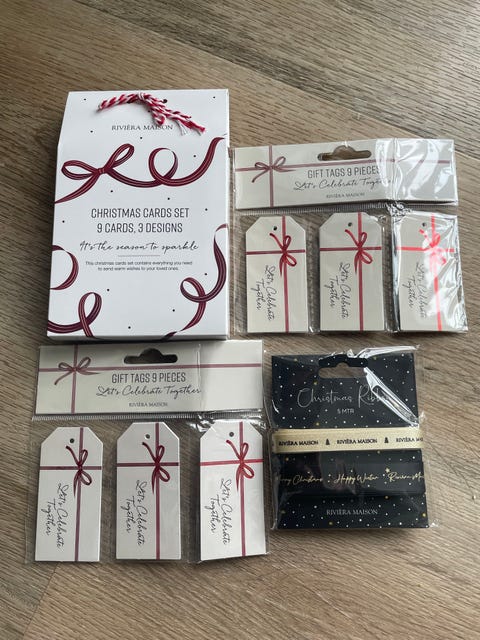 RIVIÈRA MAISON
CHRISTMAS CARDS SET
9 CARDS, 3 DESIGNS
It's the season to sparkle
This christmas cards set contains everything you need
to send warm wishes to your loved ones.
GIFT TAGS 9 PIECES
Let's Celebrate Together
RIVIÈRA MAISON
Let's Celebrate
Together
Let's Celebrate
Together
Let's Celebrate
Together
GIFT TAGS 9 PIECES
Let's Celebrate Together
RIVIÈRA MAISON
Let's Celebrate
Together
Let's Celebrate
Together
Let's Celebrate
Together
Christmas
5 MTR
RIVIÈRA MAISON RIVIÈRA MAISON
Christmas Happy Winter Rivièra
RIVIÈRA MAISON